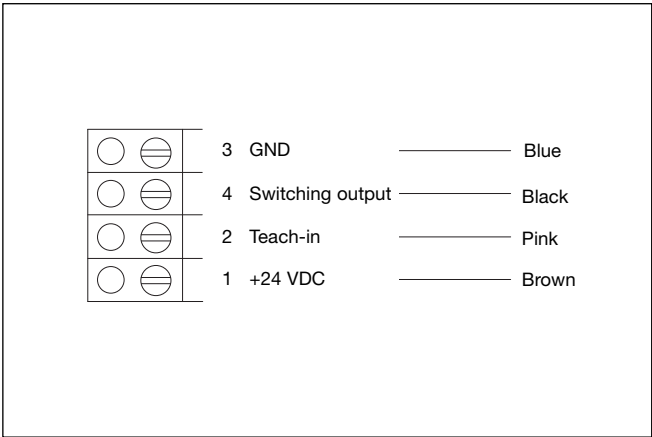 3 GND Blue
4 Switching output Black
2 Teach-in Pink
1 +24 VDC Brown